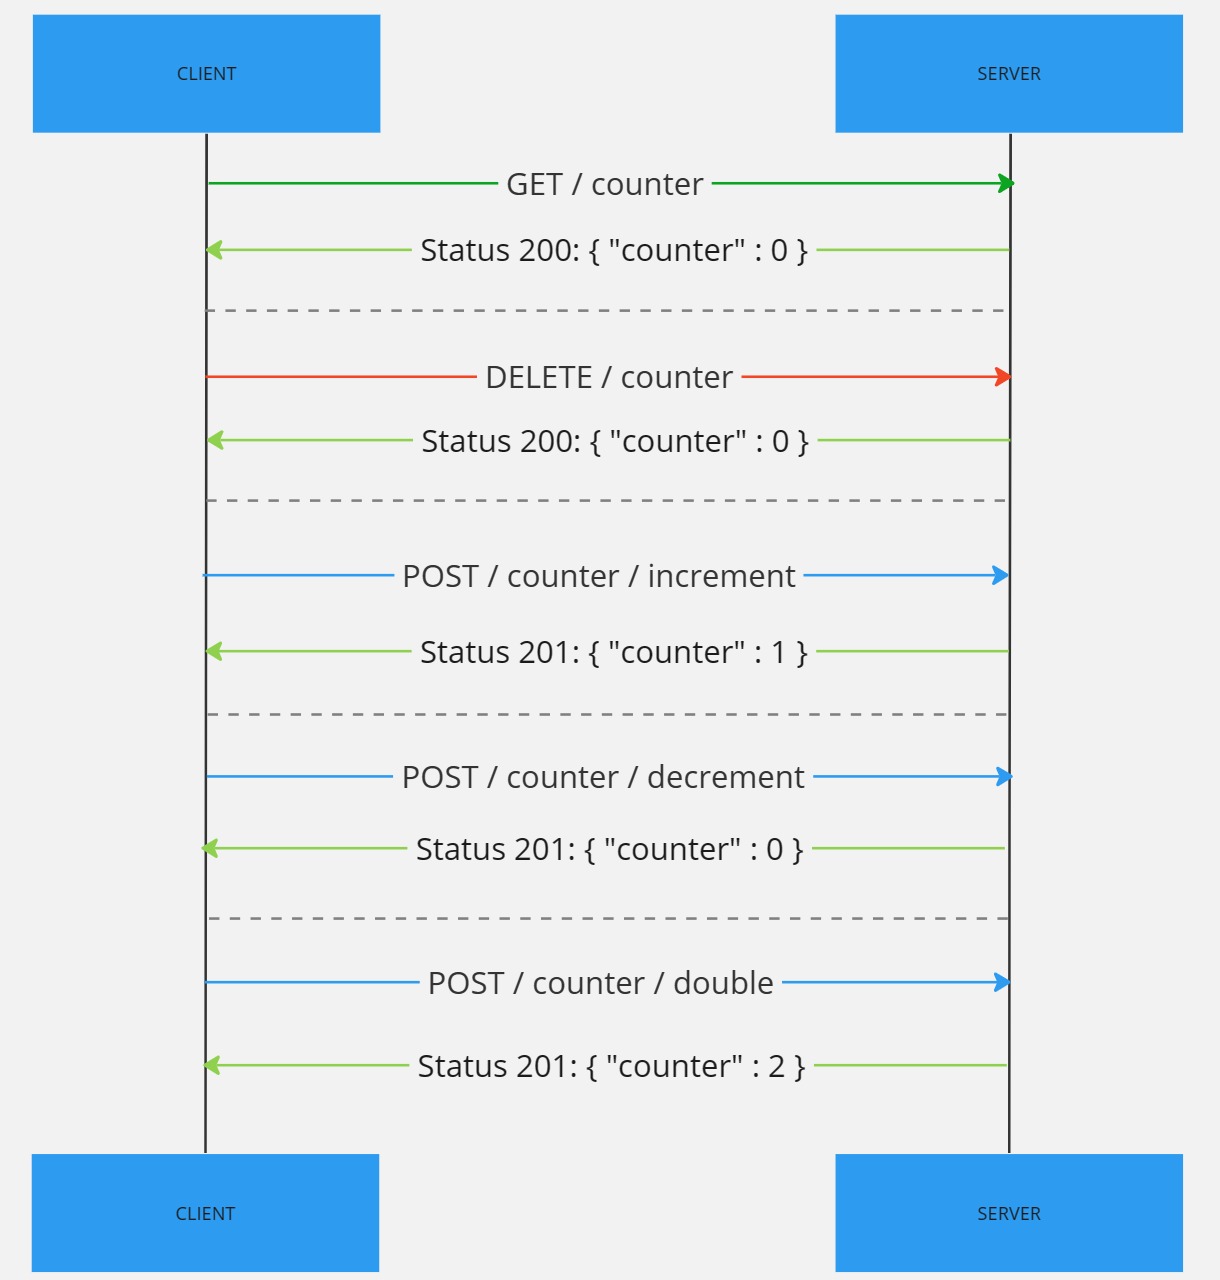 CLIENT
SERVER
GET / counter
Status 200: { "counter" : 0 }
DELETE / counter
Status 200: { "counter" : 0 }
POST / counter / increment
Status 201: { "counter" : 1 }
POST / counter / decrement
Status 201: { "counter" : 0 }
POST / counter / double
Status 201: { "counter" : 2 }
CLIENT
SERVER